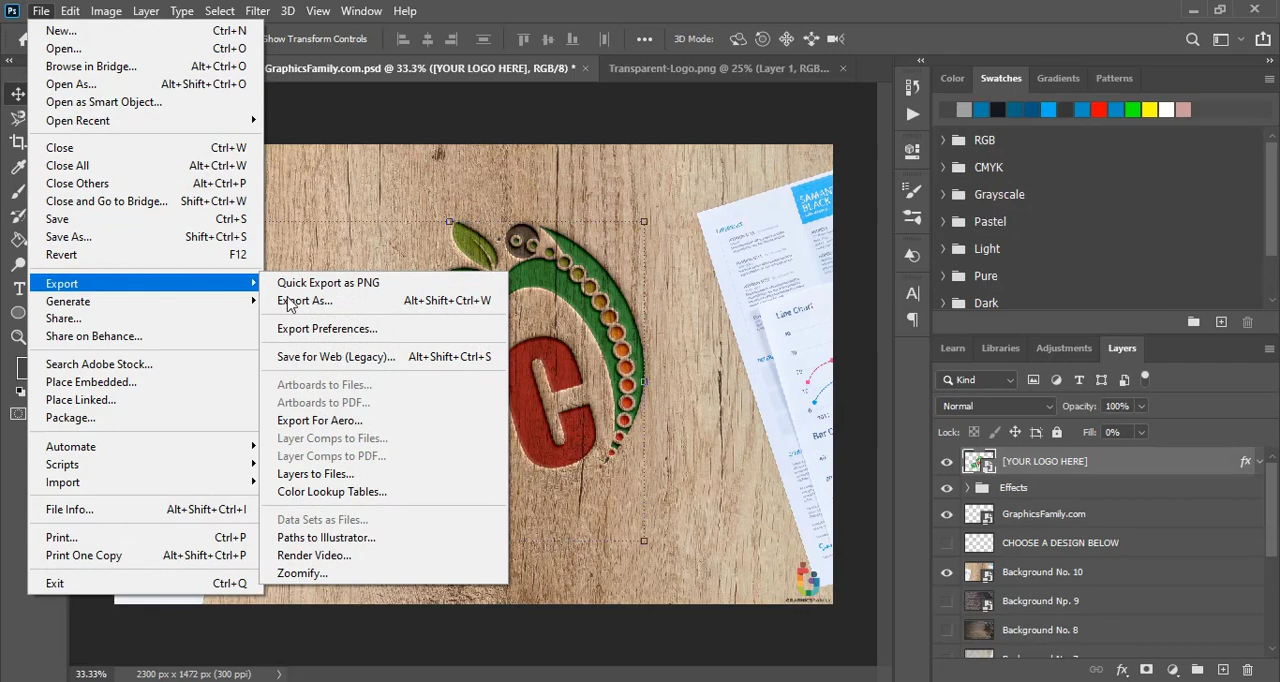 Ps File Edit Image Layer Type Select Filter 3D View Window Help
Show Transform Controls
3D Mode:
GraphicsFamily.com.psd @ 33.3% ([YOUR LOGO HERE], RGB/8) *
Transparent-Logo.png @ 25% (Layer 1, RGB...
New... Ctrl+N
Open... Ctrl+O
Browse in Bridge... Alt+Ctrl+O
Open As... Alt+Shift+Ctrl+O
Open as Smart Object...
Open Recent
Close Ctrl+W
Close All Alt+Ctrl+W
Close Others Alt+Ctrl+P
Close and Go to Bridge... Shift+Ctrl+W
Save Ctrl+S
Save As... Shift+Ctrl+S
Revert F12
Export
Generate
Share...
Share on Behance...
Search Adobe Stock...
Place Embedded...
Place Linked...
Package...
Automate
Scripts
Import
File Info... Alt+Shift+Ctrl+I
Print... Ctrl+P
Print One Copy Alt+Shift+Ctrl+P
Exit Ctrl+Q
Quick Export as PNG
Export As... Alt+Shift+Ctrl+W
Export Preferences...
Save for Web (Legacy)... Alt+Shift+Ctrl+S
Artboards to Files...
Artboards to PDF...
Export For Aero...
Layer Comps to Files...
Layer Comps to PDF...
Layers to Files...
Color Lookup Tables...
Data Sets as Files...
Paths to Illustrator...
Render Video...
Zoomify...
C
SAMANTHA
BLACK
Line Chart
GRAPHICSFAMILY
Color Swatches Gradients Patterns
RGB
CMYK
Grayscale
Pastel
Light
Pure
Dark
Learn Libraries Adjustments Layers
Kind
Normal Opacity: 100%
Lock: Fill: 0%
[YOUR LOGO HERE] fx
Effects
GraphicsFamily.com
CHOOSE A DESIGN BELOW
Background No. 10
Background Np. 9
Background No. 8
fx
33.33% 2300 px x 1472 px (300 ppi)